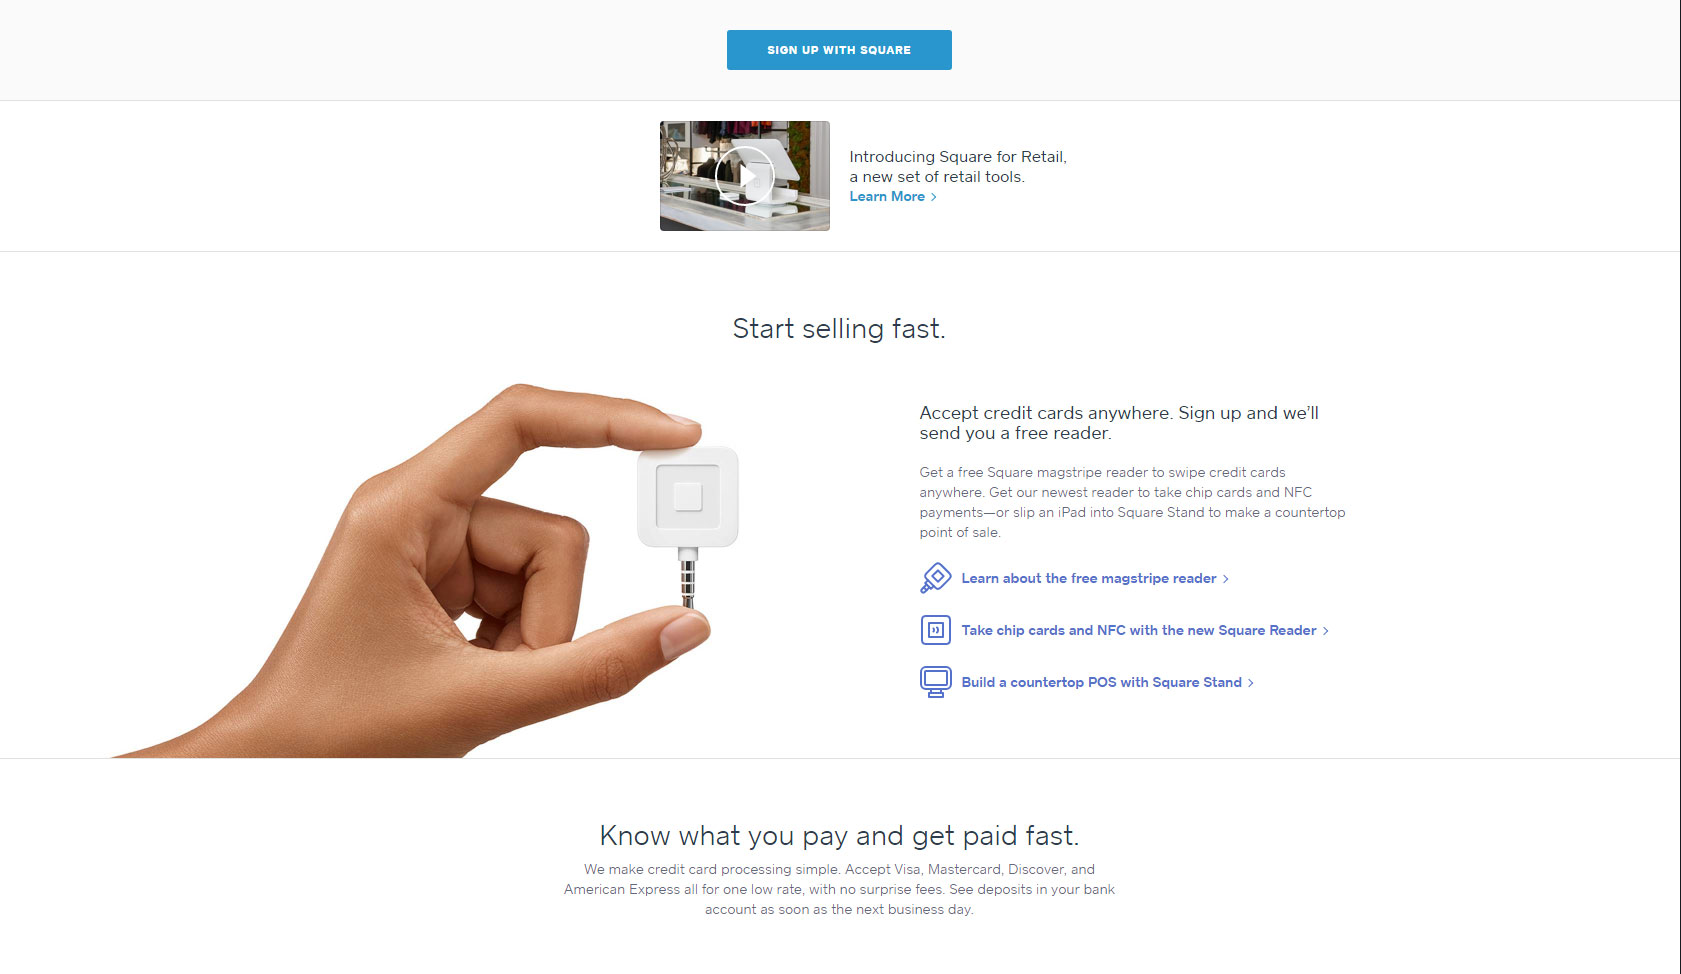 SIGN UP WITH SQUARE
Introducing Square for Retail,
a new set of retail tools.
Learn More >
Start selling fast.
Accept credit cards anywhere. Sign up and we’ll
send you a free reader.
Get a free Square magstripe reader to swipe credit cards
anywhere. Get our newest reader to take chip cards and NFC
payments—or slip an iPad into Square Stand to make a countertop
point of sale.
Learn about the free magstripe reader >
Take chip cards and NFC with the new Square Reader >
Build a countertop POS with Square Stand >
Know what you pay and get paid fast.
We make credit card processing simple. Accept Visa, Mastercard, Discover, and
American Express all for one low rate, with no surprise fees. See deposits in your bank
account as soon as the next business day.